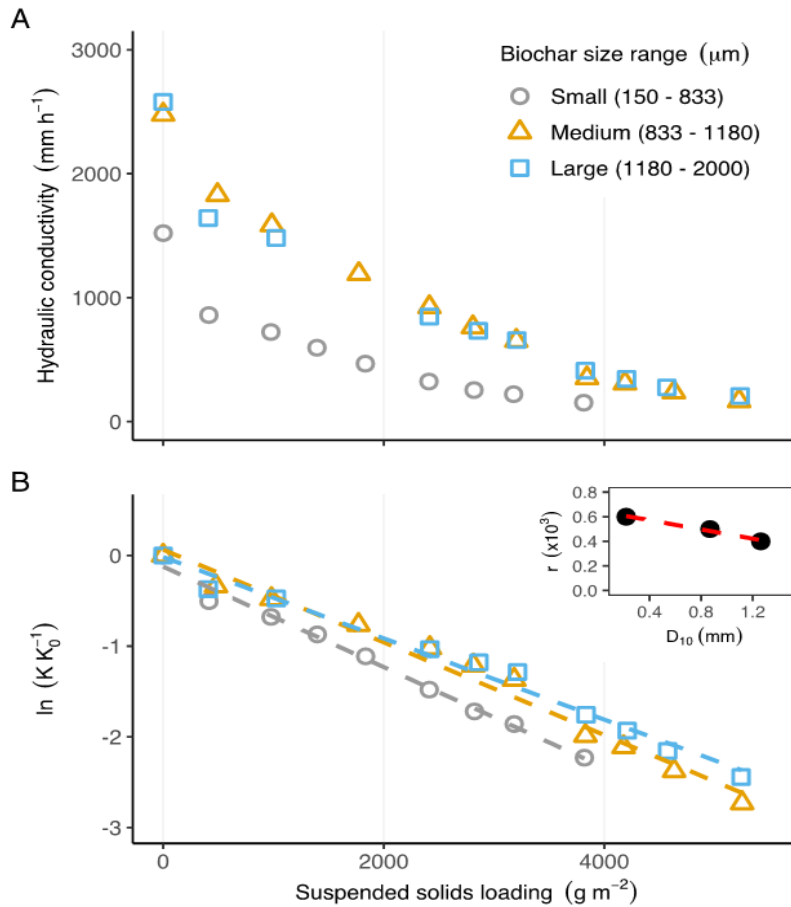 A
3000
2000
1000
0
Hydraulic conductivity (mm h⁻¹)
Biochar size range (μm)
Small (150 - 833)
Medium (833 - 1180)
Large (1180 - 2000)
B
0
-1
-2
-3
ln (K K₀⁻¹)
0.8
0.6
0.4
0.2
0.0
r (x10³)
0.4 0.8 1.2
D₁₀ (mm)
0 2000 4000
Suspended solids loading (g m⁻²)